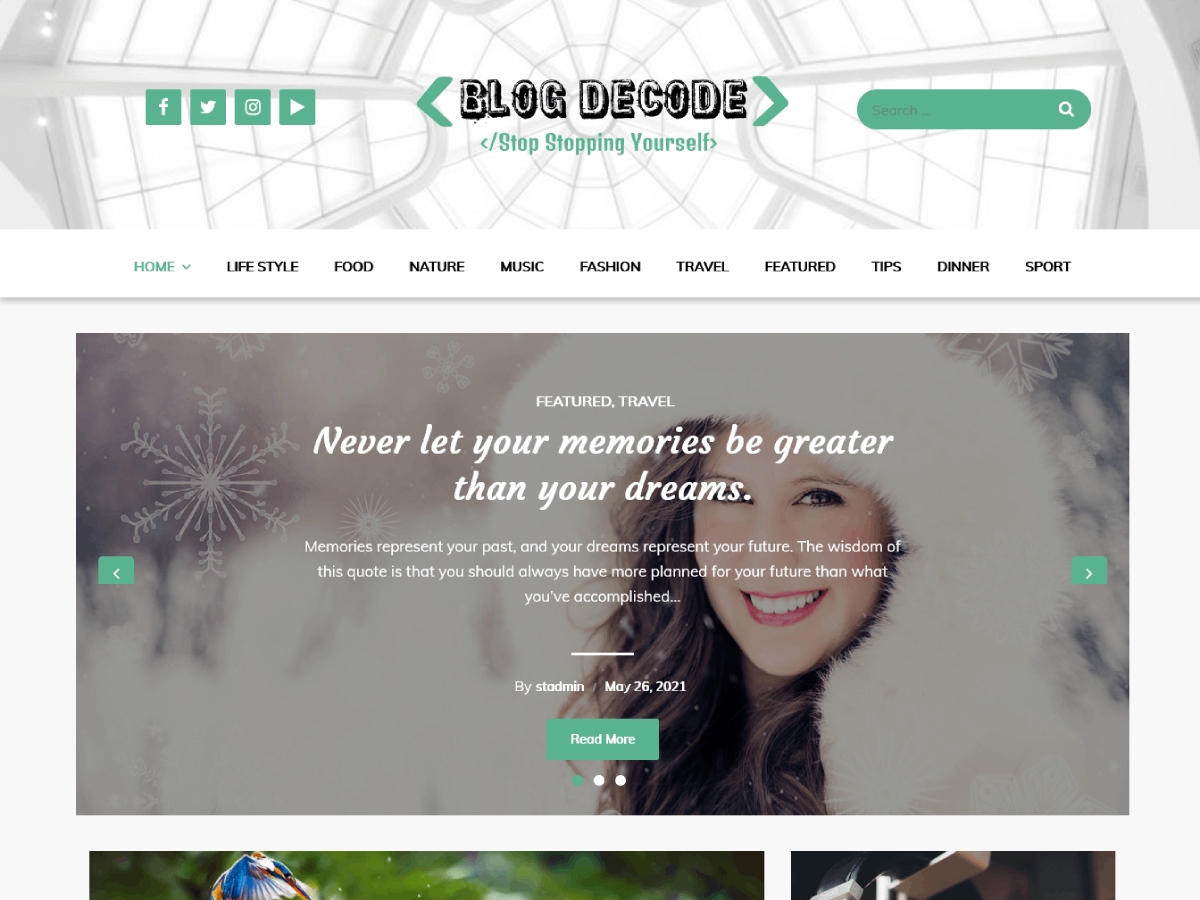 BLOG DECODE
</Stop Stopping Yourself>
Search ...
HOME LIFE STYLE FOOD NATURE MUSIC FASHION TRAVEL FEATURED TIPS DINNER SPORT
FEATURED, TRAVEL
Never let your memories be greater
than your dreams.
Memories represent your past, and your dreams represent your future. The wisdom of
this quote is that you should always have more planned for your future than what
you've accomplished...
By stadmin / May 26, 2021
Read More